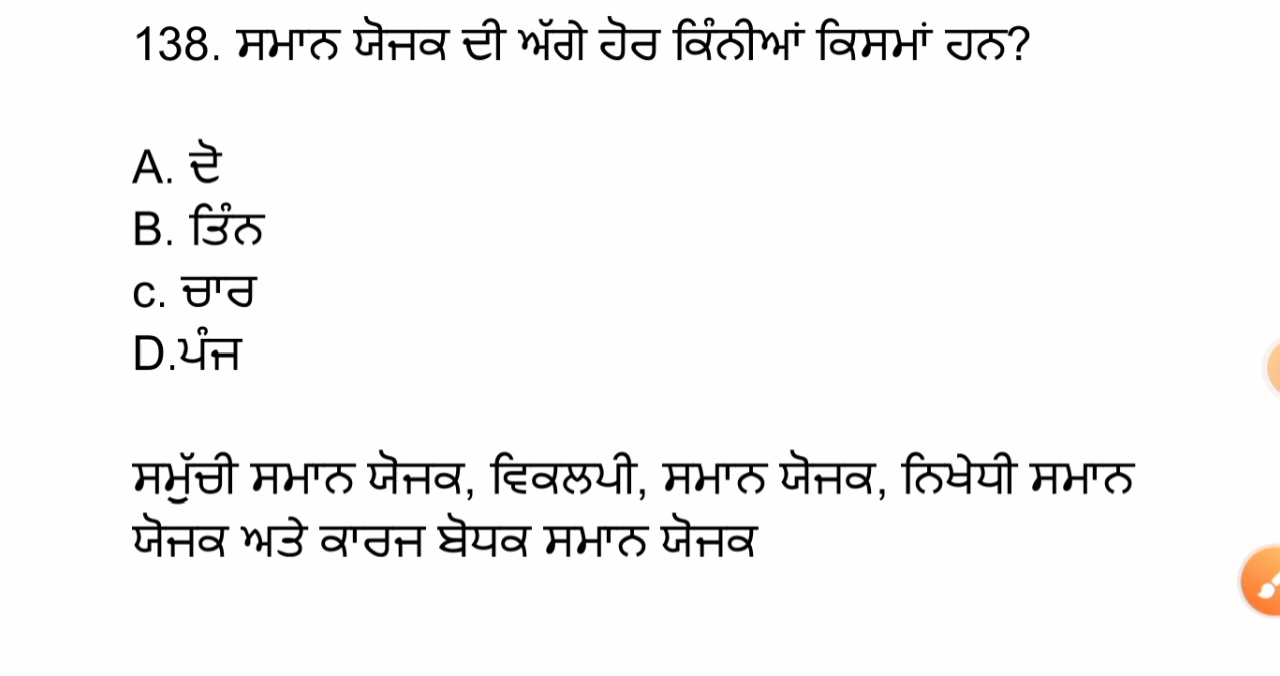 138. ਸਮਾਨ ਯੋਜਕ ਦੀ ਅੱਗੇ ਹੋਰ ਕਿੰਨੀਆਂ ਕਿਸਮਾਂ ਹਨ?
A. ਦੋ
B. ਤਿੰਨ
c. ਚਾਰ
D.ਪੰਜ
ਸਮੁੱਚੀ ਸਮਾਨ ਯੋਜਕ, ਵਿਕਲਪੀ, ਸਮਾਨ ਯੋਜਕ, ਨਿਖੇਧੀ ਸਮਾਨ
ਯੋਜਕ ਅਤੇ ਕਾਰਜ ਬੋਧਕ ਸਮਾਨ ਯੋਜਕ